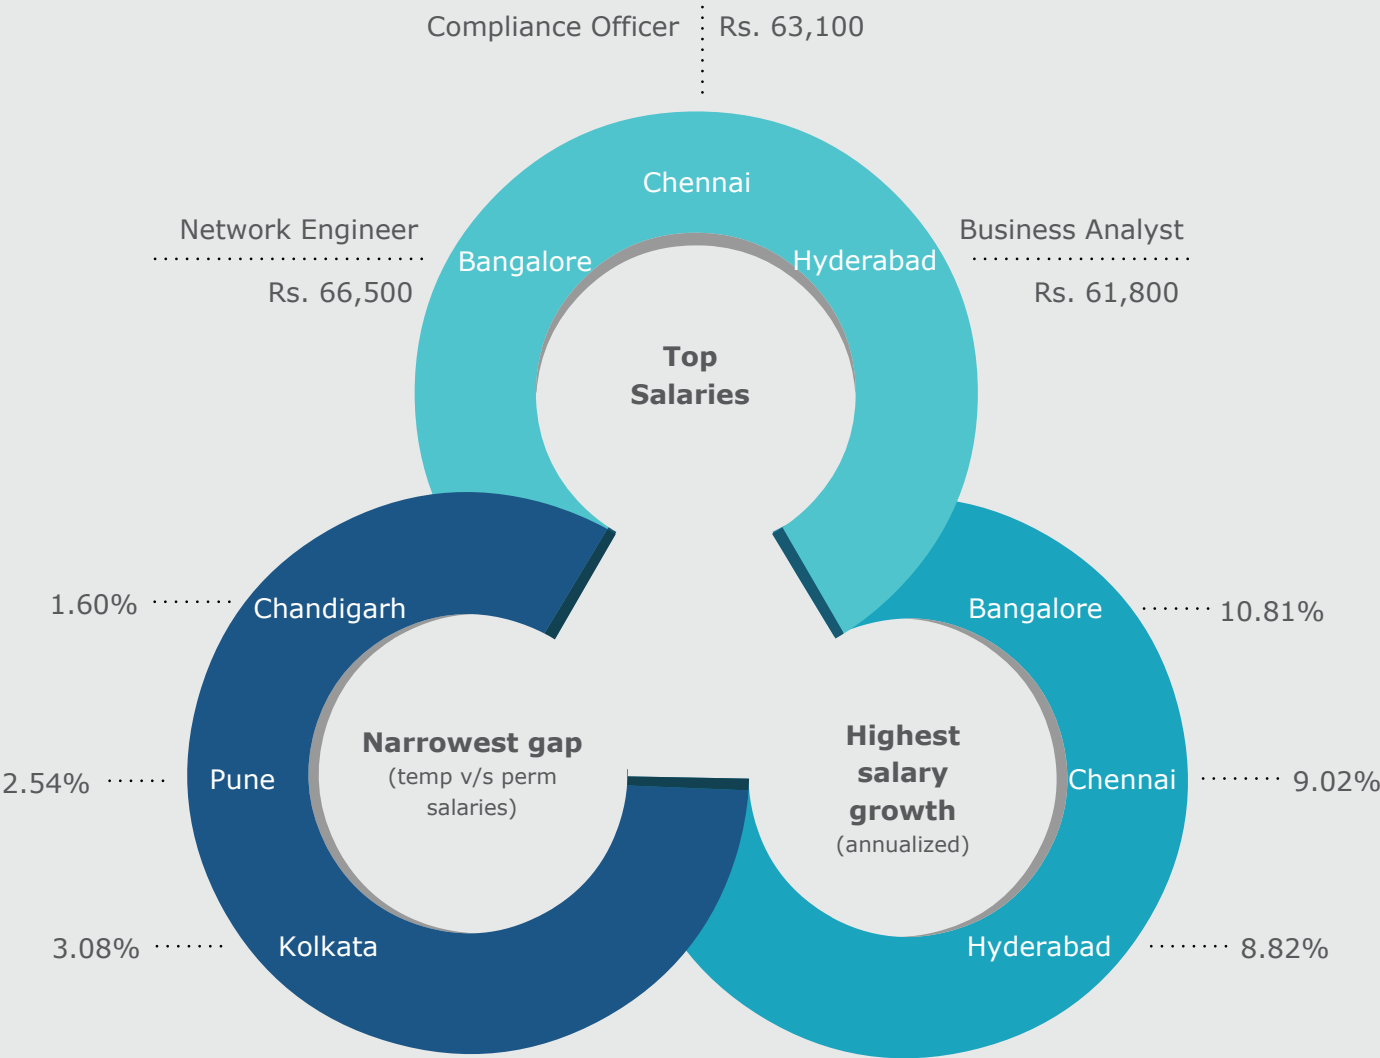 Compliance Officer Rs. 63,100
Chennai
Network Engineer
Rs. 66,500
Bangalore
Hyderabad
Business Analyst
Rs. 61,800
Top
Salaries
1.60%
Chandigarh
2.54%
Pune
3.08%
Kolkata
Narrowest gap
(temp v/s perm
salaries)
Highest
salary
growth
(annualized)
Bangalore
10.81%
Chennai
9.02%
Hyderabad
8.82%